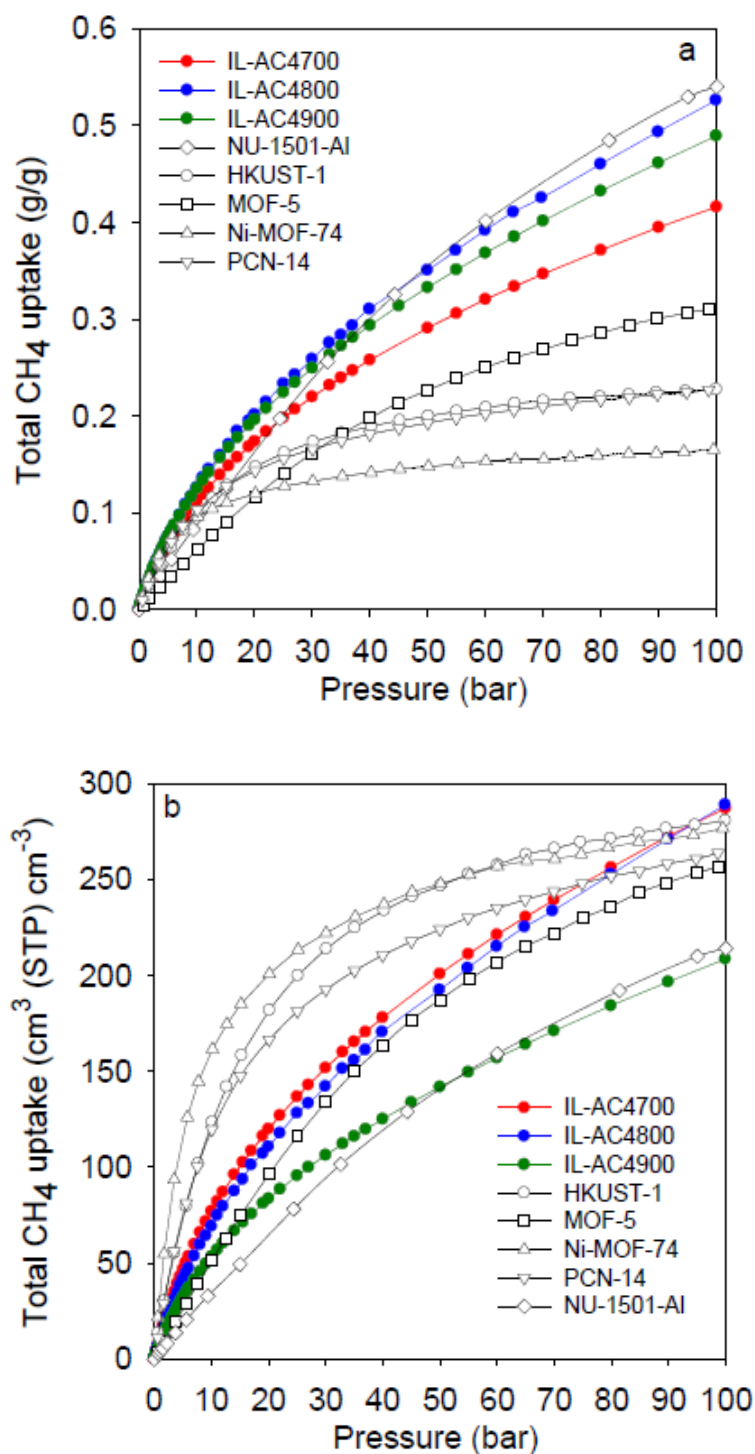 a
0.6
0.5
0.4
0.3
0.2
0.1
0.0
Total CH4 uptake (g/g)
IL-AC4700
IL-AC4800
IL-AC4900
NU-1501-Al
HKUST-1
MOF-5
Ni-MOF-74
PCN-14
0 10 20 30 40 50 60 70 80 90 100
Pressure (bar)
b
300
250
200
150
100
50
0
Total CH4 uptake (cm3 (STP) cm-3)
IL-AC4700
IL-AC4800
IL-AC4900
HKUST-1
MOF-5
Ni-MOF-74
PCN-14
NU-1501-Al
0 10 20 30 40 50 60 70 80 90 100
Pressure (bar)